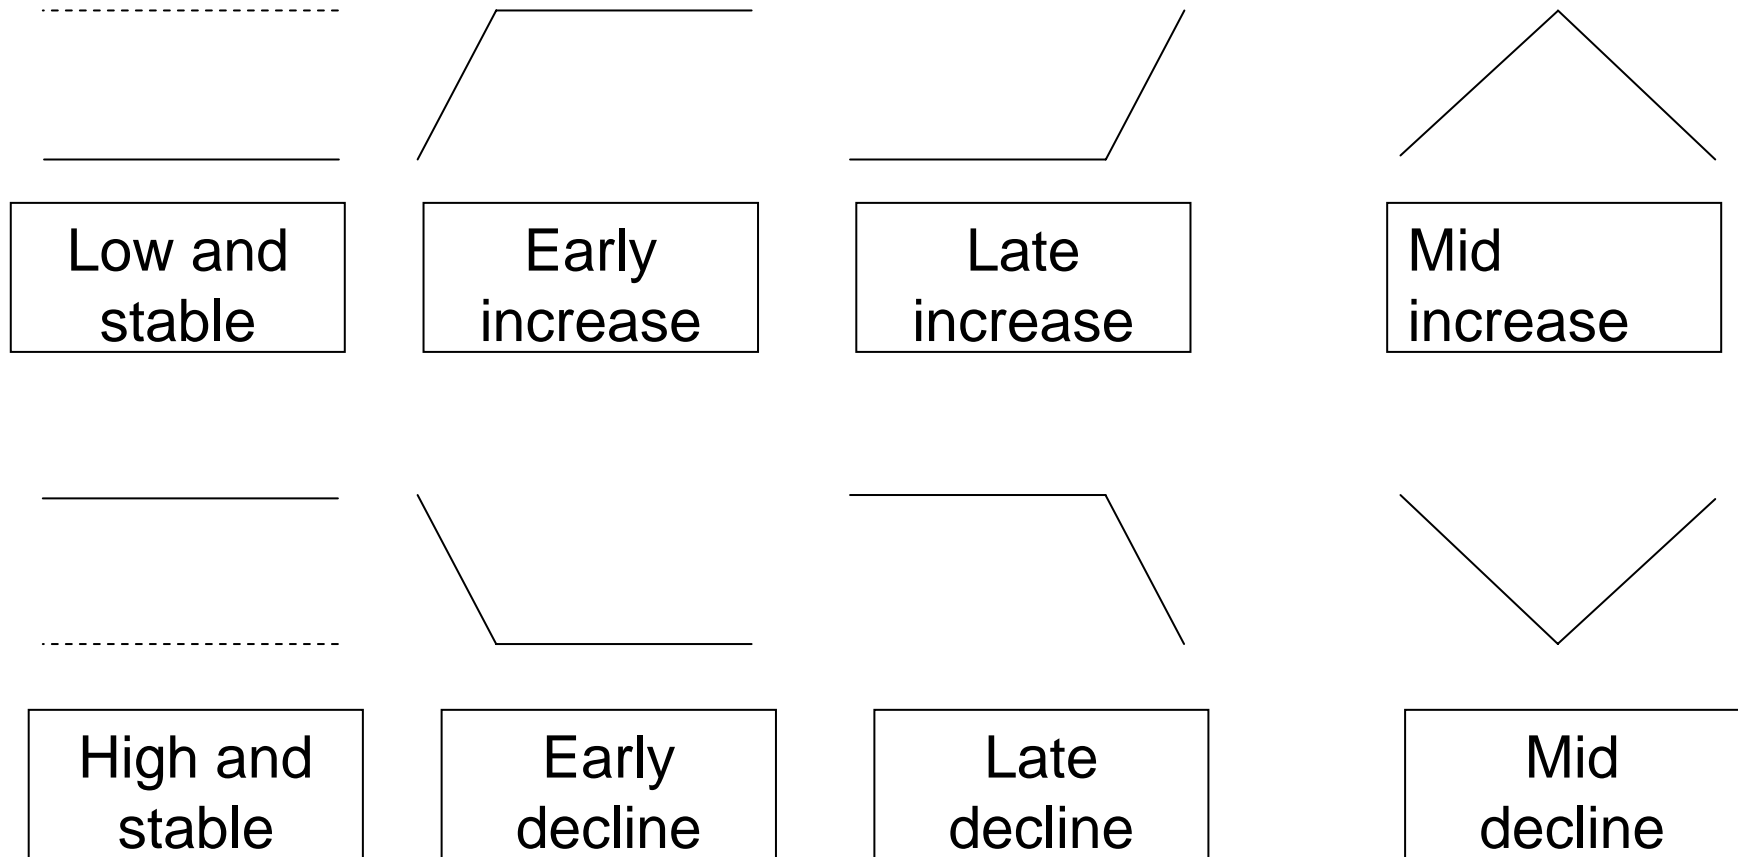 Low and
stable
Early
increase
Late
increase
Mid
increase
High and
stable
Early
decline
Late
decline
Mid
decline